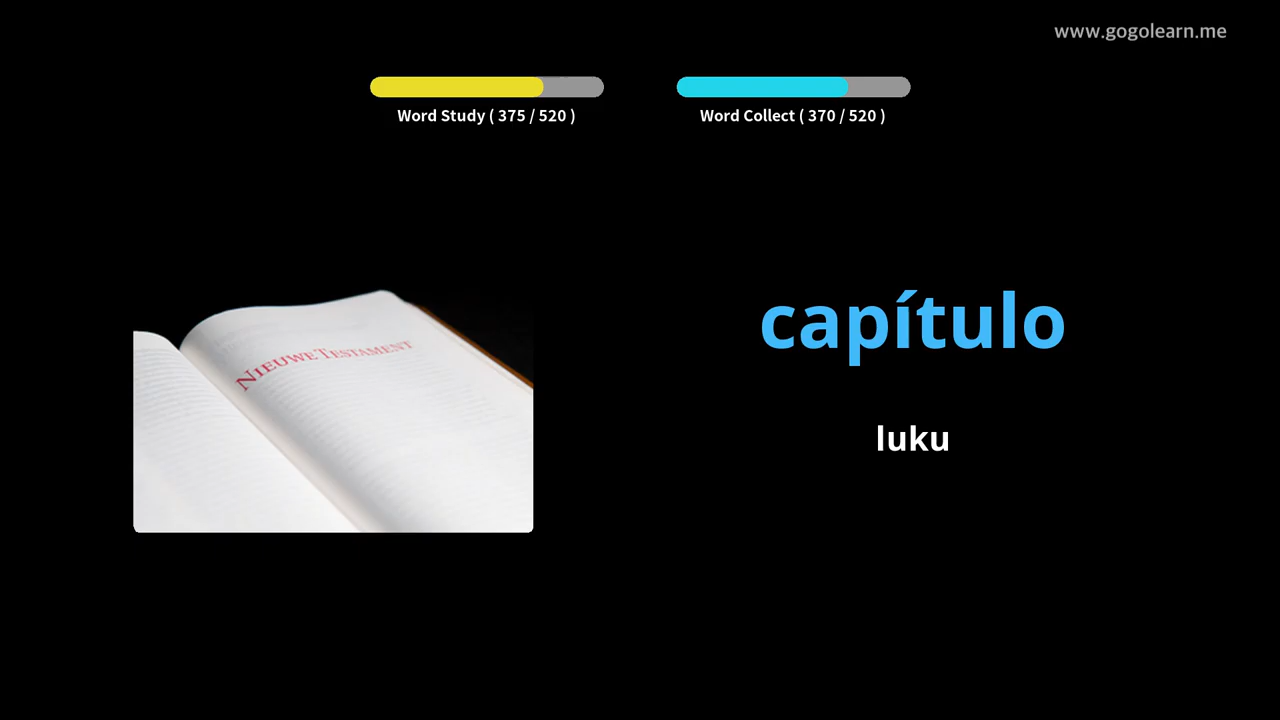 www.gogolearn.me
Word Study ( 375 / 520 )
Word Collect ( 370 / 520 )
NIEUWE TESTAMENT
capítulo
luku